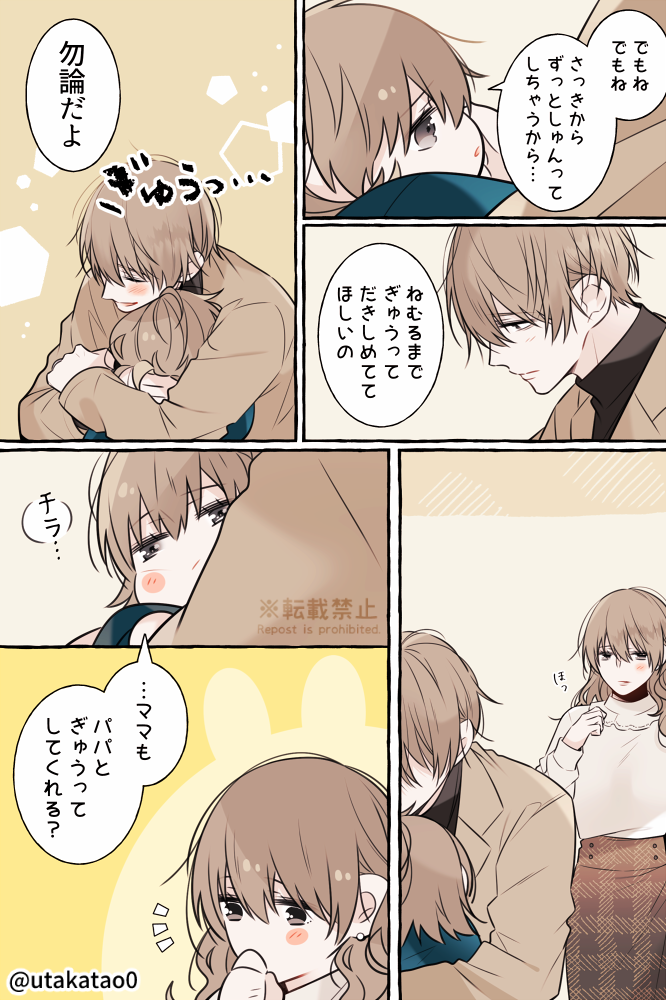 でもね
でもね
さっきから
ずっとしゅんって
しちゃうから…
ねむるまで
ぎゅうって
だきしめてて
ほしいの
勿論だよ
ぎゅうっ…
ほっ
チラ…
※転載禁止
Repost is prohibited.
…ママも
パパと
ぎゅうって
してくれる?
@utakatao0